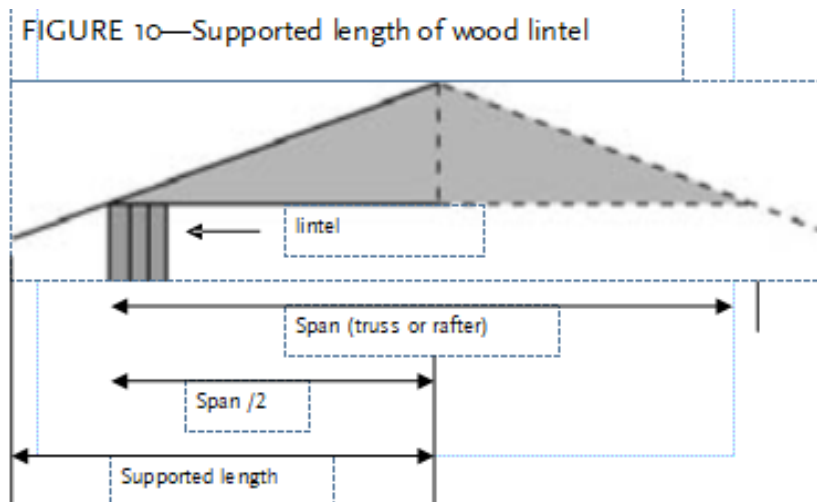 FIGURE 10—Supported length of wood lintel
lintel
Span (truss or rafter)
Span /2
Supported length